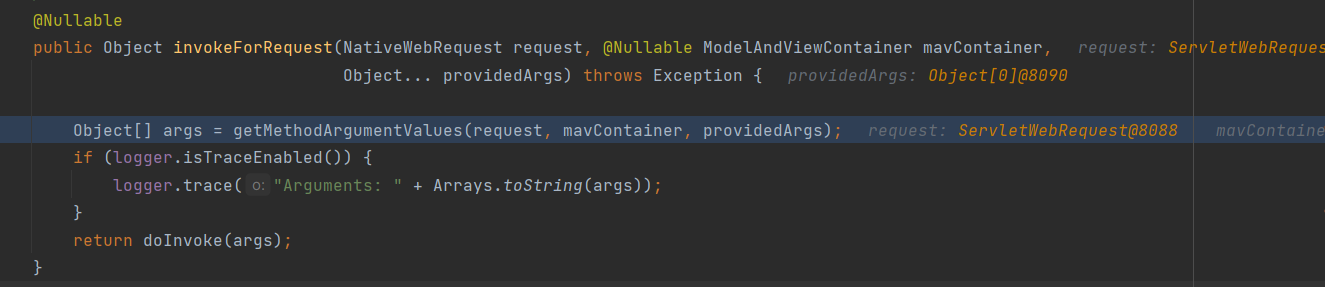 @Nullable
public Object invokeForRequest(NativeWebRequest request, @Nullable ModelAndViewContainer mavContainer, request: ServletWebReques
Object... providedArgs) throws Exception { providedArgs: Object[0]@8090
Object[] args = getMethodArgumentValues(request, mavContainer, providedArgs); request: ServletWebRequest@8088 mavContaine
if (logger.isTraceEnabled()) {
logger.trace( o: "Arguments: " + Arrays.toString(args));
}
return doInvoke(args);
}